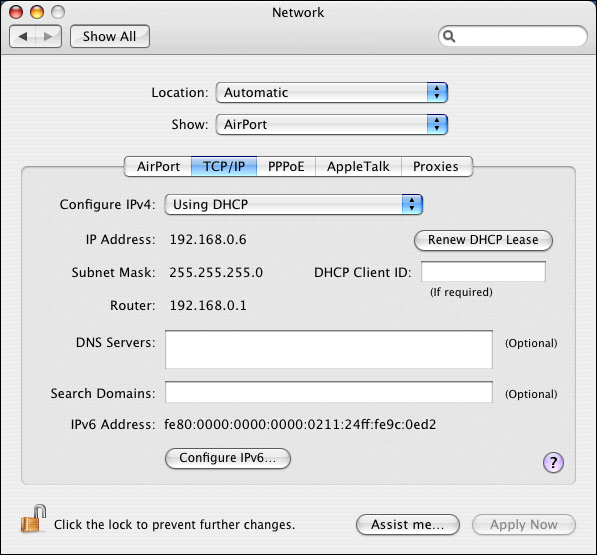 Network
Show All
Location: Automatic
Show: AirPort
AirPort TCP/IP PPPoE AppleTalk Proxies
Configure IPv4: Using DHCP
IP Address: 192.168.0.6 Renew DHCP Lease
Subnet Mask: 255.255.255.0 DHCP Client ID:
(If required)
Router: 192.168.0.1
DNS Servers: (Optional)
Search Domains: (Optional)
IPv6 Address: fe80:0000:0000:0000:0211:24ff:fe9c:0ed2
Configure IPv6...
?
Click the lock to prevent further changes. Assist me... Apply Now